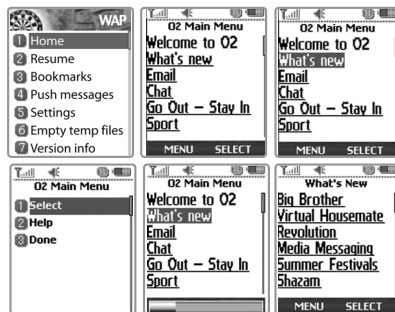 WAP
1 Home
2 Resume
3 Bookmarks
4 Push messages
5 Settings
6 Empty temp files
7 Version info
O2 Main Menu
Welcome to O2
What's new
Email
Chat
Go Out – Stay In
Sport
MENU SELECT
O2 Main Menu
Welcome to O2
What's new
Email
Chat
Go Out – Stay In
Sport
MENU SELECT
O2 Main Menu
1 Select
2 Help
3 Done
O2 Main Menu
Welcome to O2
What's new
Email
Chat
Go Out – Stay In
Sport
What's New
Big Brother
Virtual Housemate
Revolution
Media Messaging
Summer Festivals
Shazam
MENU SELECT